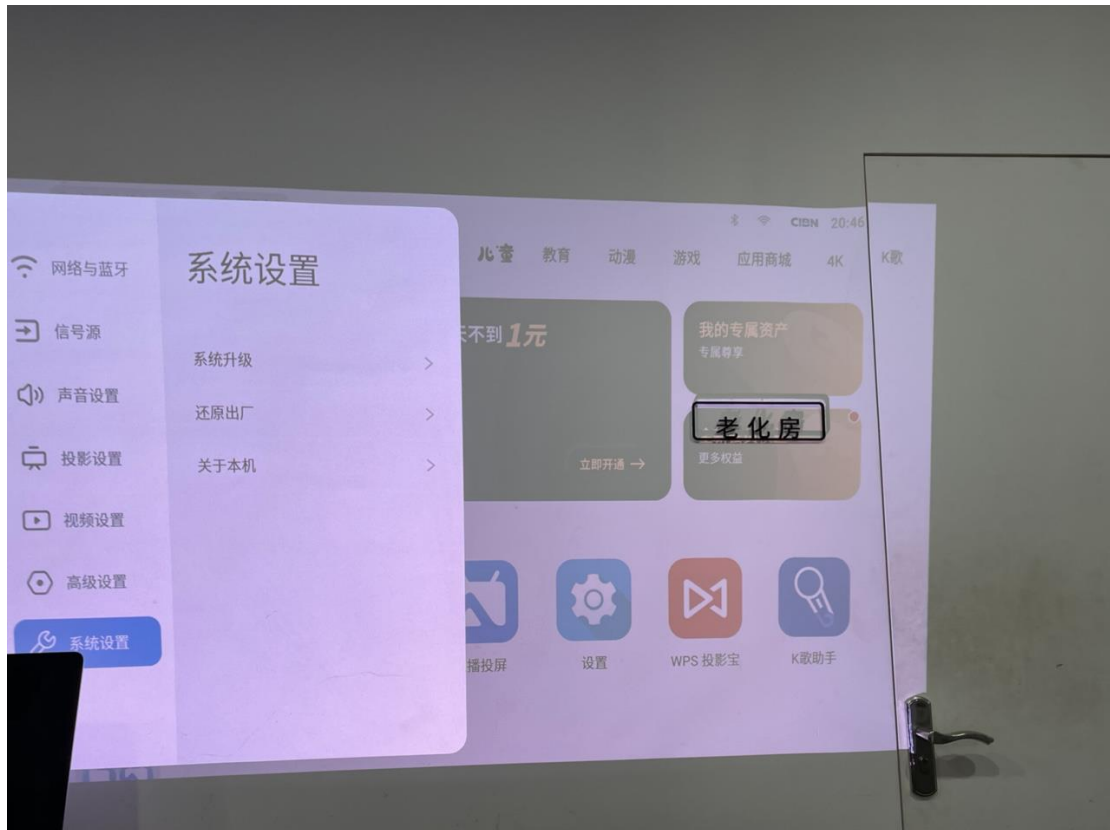 网络与蓝牙
信号源
声音设置
投影设置
视频设置
高级设置
系统设置
系统设置
系统升级
还原出厂
关于本机
CIBN 20:46
儿童 教育 动漫 游戏 应用商城 4K K歌
天不到1元
立即开通
我的专属资产
专属尊享
老化房
更多权益
播投屏
设置
WPS 投影宝
K歌助手